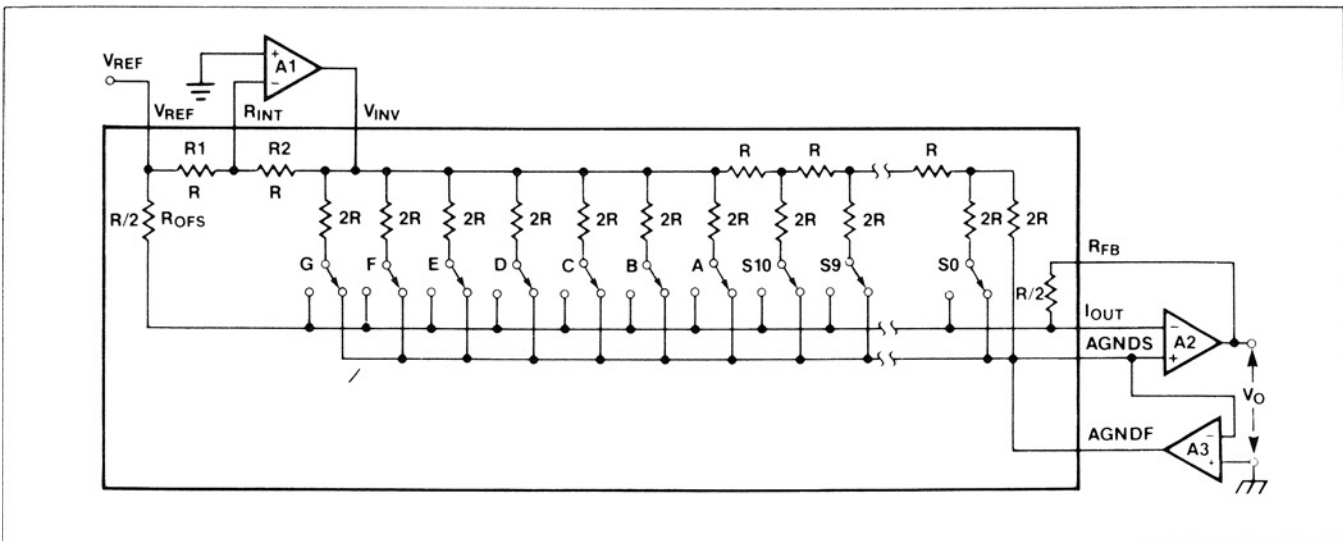 VREF
+
A1
−
VREF
RINT
VINV
R1
R2
R
R
R
R
R
R/2
ROFS
2R
2R
2R
2R
2R
2R
2R
2R
2R
2R
2R
RFB
G
F
E
D
C
B
A
S10
S9
S0
R/2
IOUT
−
A2
+
AGNDS
VO
AGNDF
−
A3
+